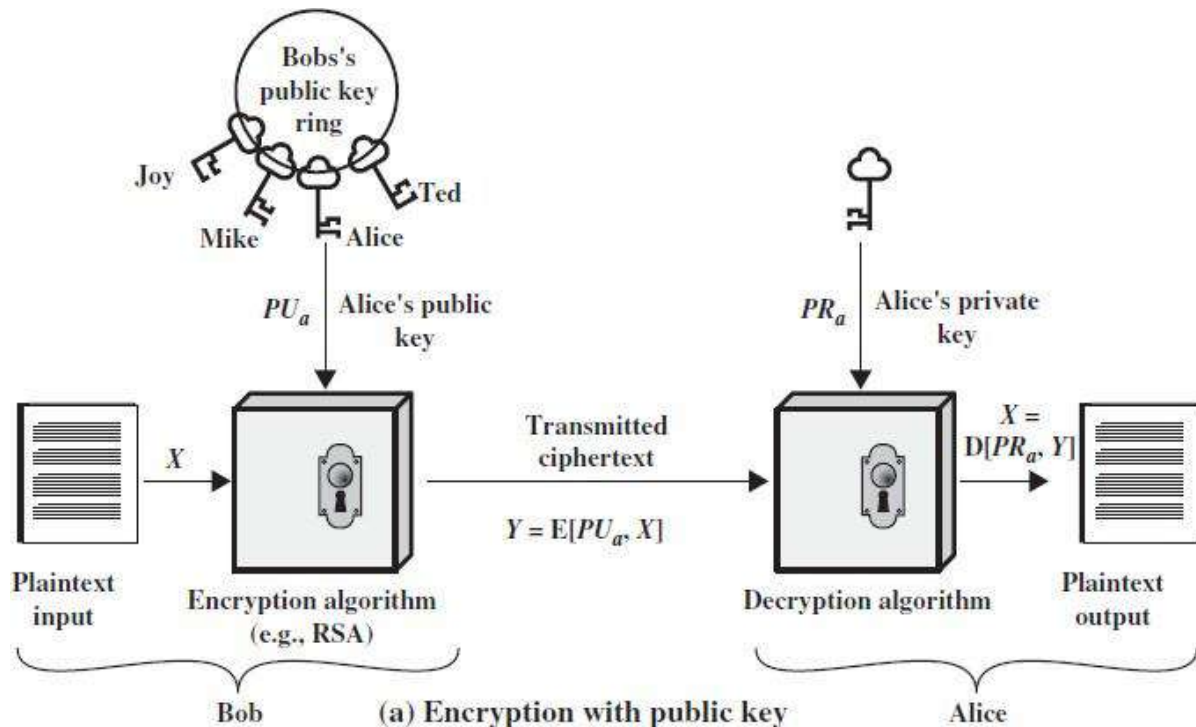 Bobs's
public key
ring
Joy
Ted
Mike
Alice
PUa
Alice's public
key
PRa
Alice's private
key
X
Transmitted
ciphertext
X =
D[PRa, Y]
Y = E[PUa, X]
Plaintext
input
Encryption algorithm
(e.g., RSA)
Decryption algorithm
Plaintext
output
Bob
(a) Encryption with public key
Alice